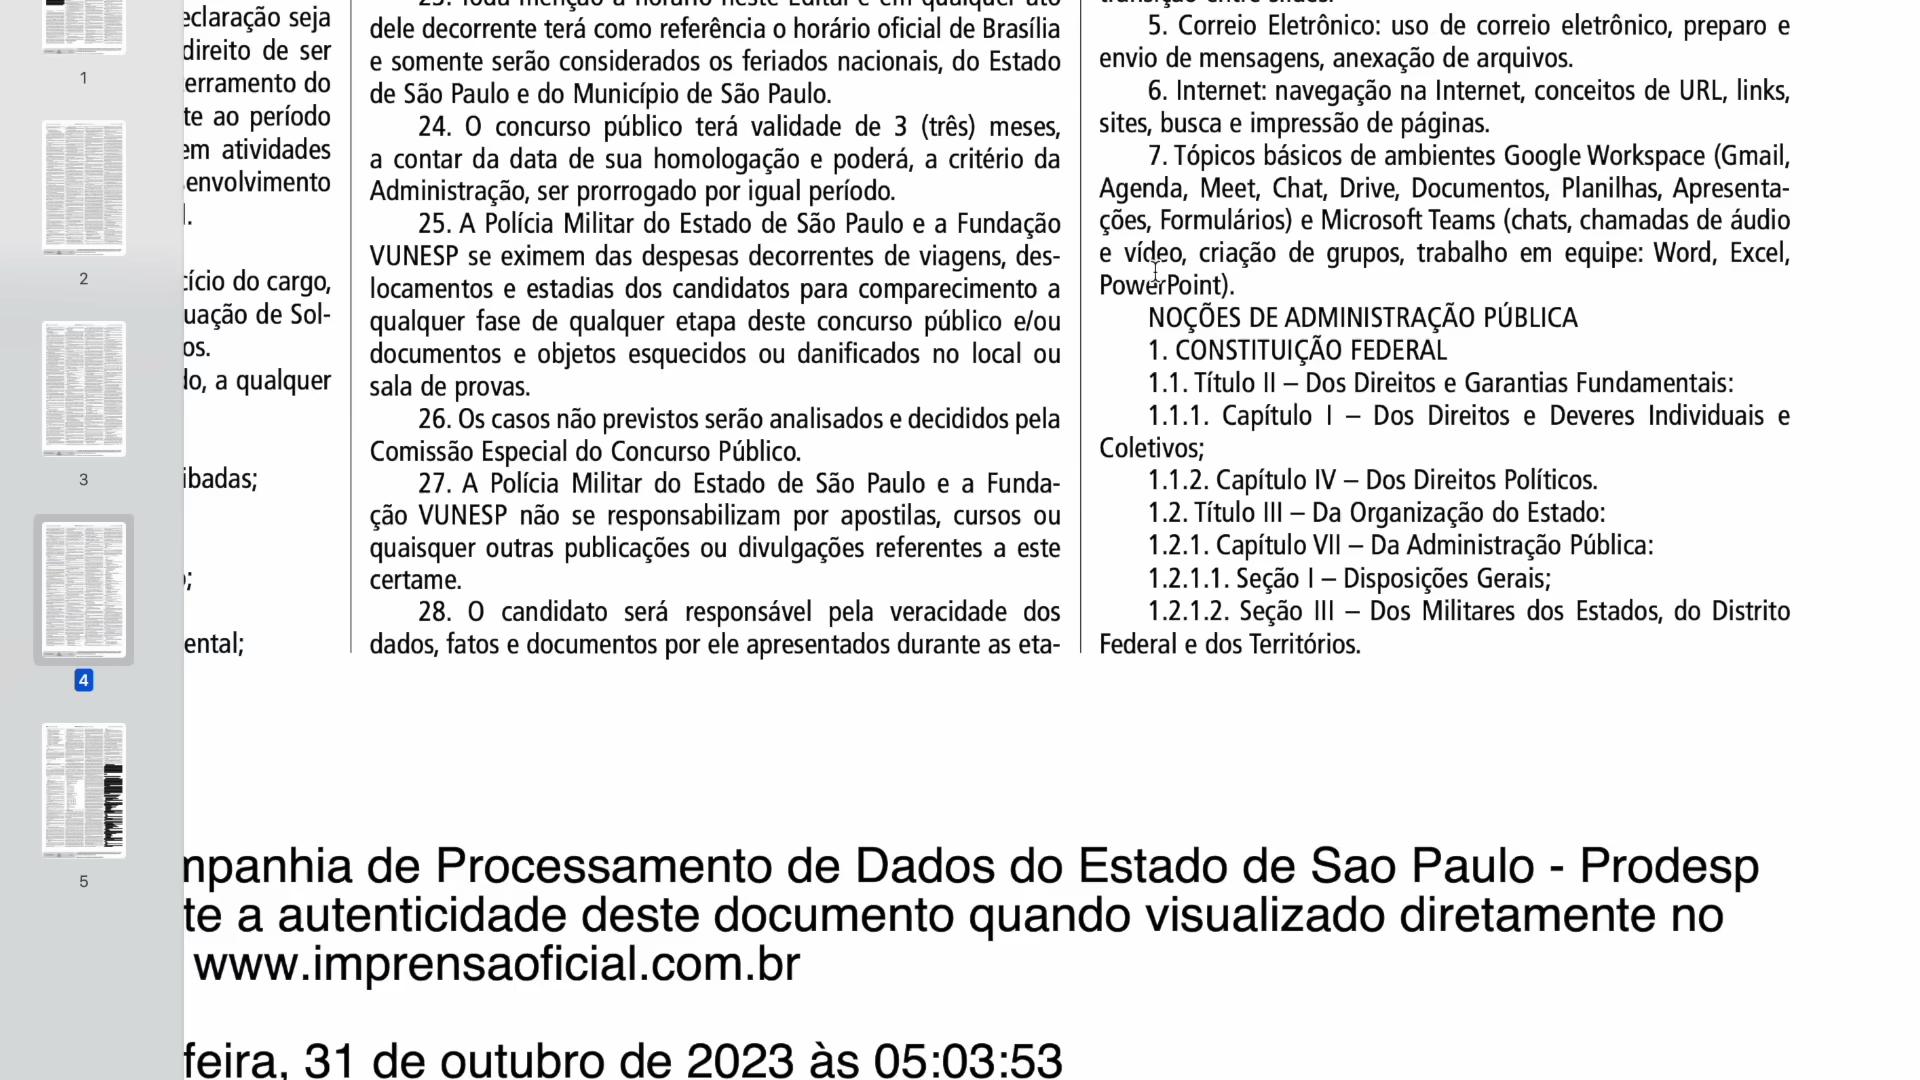 1
2
3
4
5
eclaração seja
direito de ser
erramento do
te ao período
em atividades
envolvimento
l.
cício do cargo,
uação de Sol-
os.
do, a qualquer
ibadas;
o;
ental;
23. Toda menção a horário neste Edital e em qualquer ato
dele decorrente terá como referência o horário oficial de Brasília
e somente serão considerados os feriados nacionais, do Estado
de São Paulo e do Município de São Paulo.
24. O concurso público terá validade de 3 (três) meses,
a contar da data de sua homologação e poderá, a critério da
Administração, ser prorrogado por igual período.
25. A Polícia Militar do Estado de São Paulo e a Fundação
VUNESP se eximem das despesas decorrentes de viagens, des-
locamentos e estadias dos candidatos para comparecimento a
qualquer fase de qualquer etapa deste concurso público e/ou
documentos e objetos esquecidos ou danificados no local ou
sala de provas.
26. Os casos não previstos serão analisados e decididos pela
Comissão Especial do Concurso Público.
27. A Polícia Militar do Estado de São Paulo e a Funda-
ção VUNESP não se responsabilizam por apostilas, cursos ou
quaisquer outras publicações ou divulgações referentes a este
certame.
28. O candidato será responsável pela veracidade dos
dados, fatos e documentos por ele apresentados durante as eta-
transição entre slides.
5. Correio Eletrônico: uso de correio eletrônico, preparo e
envio de mensagens, anexação de arquivos.
6. Internet: navegação na Internet, conceitos de URL, links,
sites, busca e impressão de páginas.
7. Tópicos básicos de ambientes Google Workspace (Gmail,
Agenda, Meet, Chat, Drive, Documentos, Planilhas, Apresenta-
ções, Formulários) e Microsoft Teams (chats, chamadas de áudio
e vídeo, criação de grupos, trabalho em equipe: Word, Excel,
PowerPoint).
NOÇÕES DE ADMINISTRAÇÃO PÚBLICA
1. CONSTITUIÇÃO FEDERAL
1.1. Título II – Dos Direitos e Garantias Fundamentais:
1.1.1. Capítulo I – Dos Direitos e Deveres Individuais e
Coletivos;
1.1.2. Capítulo IV – Dos Direitos Políticos.
1.2. Título III – Da Organização do Estado:
1.2.1. Capítulo VII – Da Administração Pública:
1.2.1.1. Seção I – Disposições Gerais;
1.2.1.2. Seção III – Dos Militares dos Estados, do Distrito
Federal e dos Territórios.
mpanhia de Processamento de Dados do Estado de Sao Paulo - Prodesp
te a autenticidade deste documento quando visualizado diretamente no
www.imprensaoficial.com.br
feira, 31 de outubro de 2023 às 05:03:53